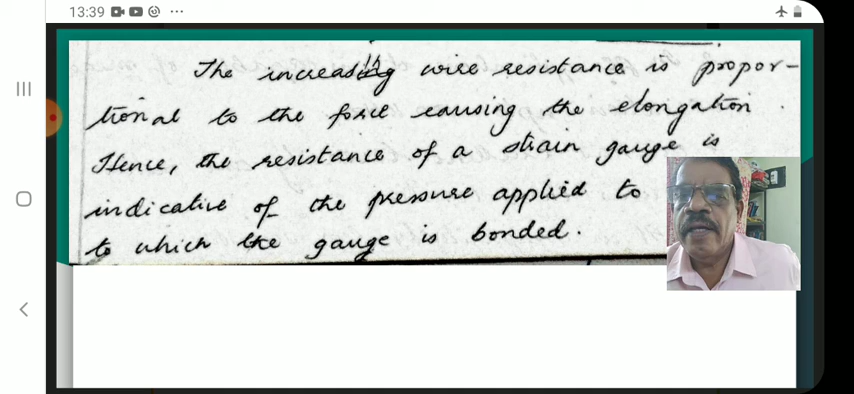 13:39
The increasing wire resistance is propor-
tional to the force causing the elongation.
Hence, the resistance of a strain gauge is
indicative of the pressure applied to
to which the gauge is bonded.